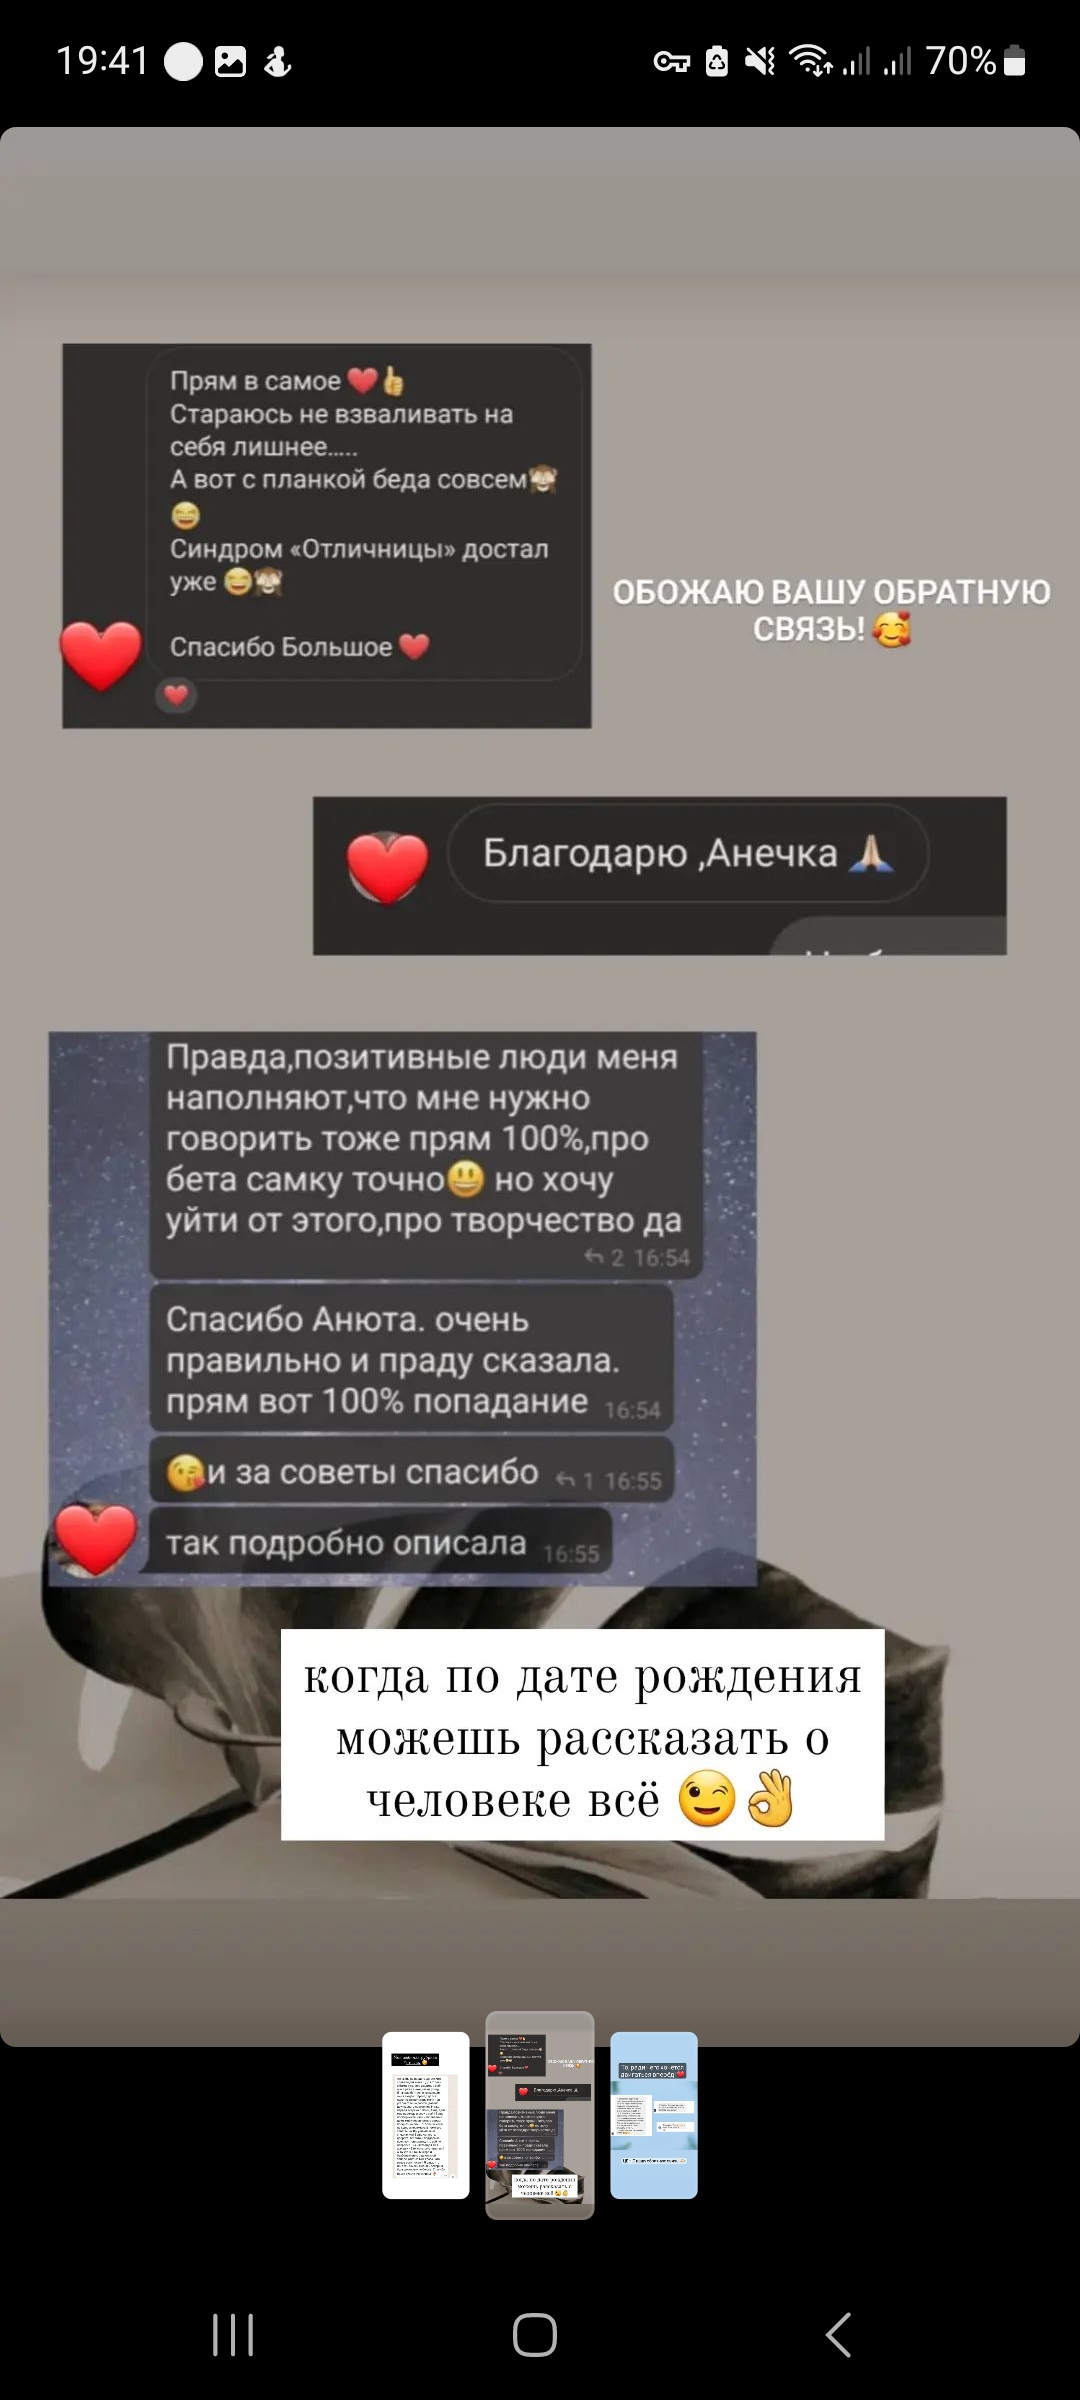 19:41
70%
Прям в самое ❤️👍
Стараюсь не взваливать на
себя лишнее.....
А вот с планкой беда совсем🙈
😅
Синдром «Отличницы» достал
уже 😅🙈
Спасибо Большое ❤️
ОБОЖАЮ ВАШУ ОБРАТНУЮ
СВЯЗЬ! 🥰
Благодарю ,Анечка 🙏🏼
Правда,позитивные люди меня
наполняют,что мне нужно
говорить тоже прям 100%,про
бета самку точно😃 но хочу
уйти от этого,про творчество да
2 16:54
Спасибо Анюта. очень
правильно и праду сказала.
прям вот 100% попадание 16:54
😘и за советы спасибо 1 16:55
так подробно описала 16:55
когда по дате рождения
можешь рассказать о
человеке всё 😉👌